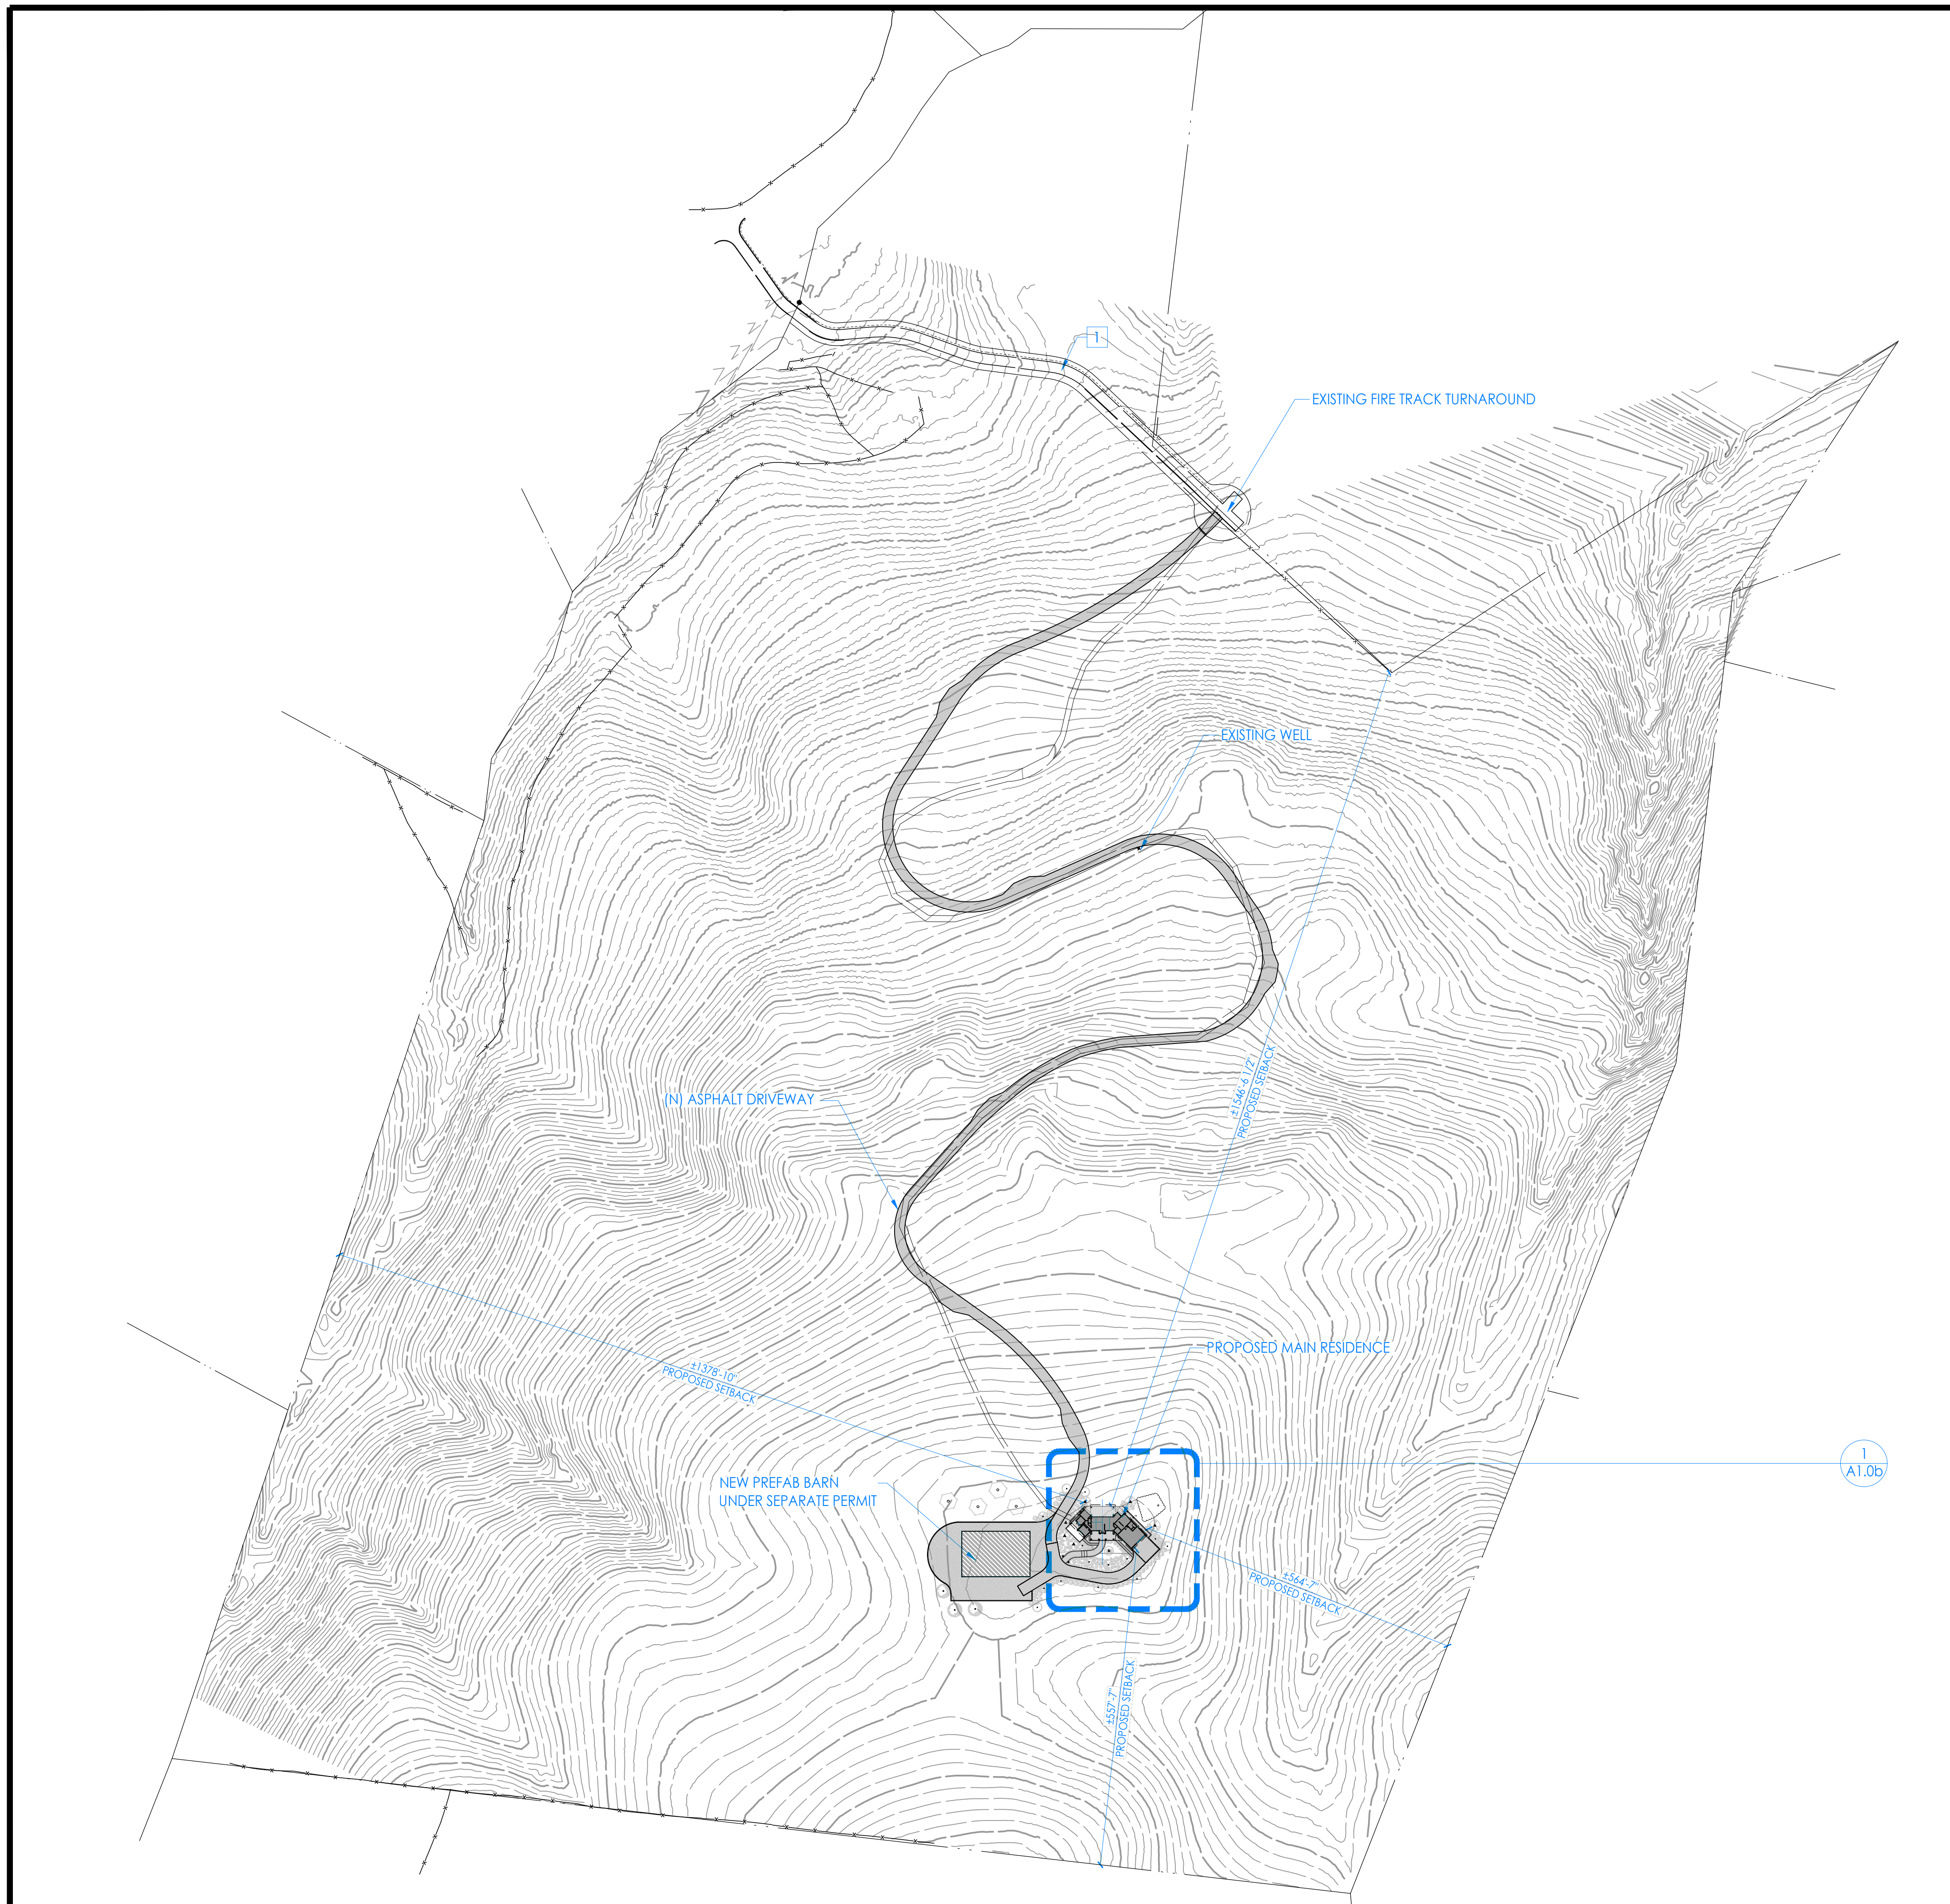 1
EXISTING FIRE TRACK TURNAROUND
EXISTING WELL
±1546'-6 1/2"
PROPOSED SETBACK
(N) ASPHALT DRIVEWAY
PROPOSED MAIN RESIDENCE
±1378'-10"
PROPOSED SETBACK
1
A1.0b
NEW PREFAB BARN
UNDER SEPARATE PERMIT
±564'-7"
PROPOSED SETBACK
±557'-7"
PROPOSED SETBACK